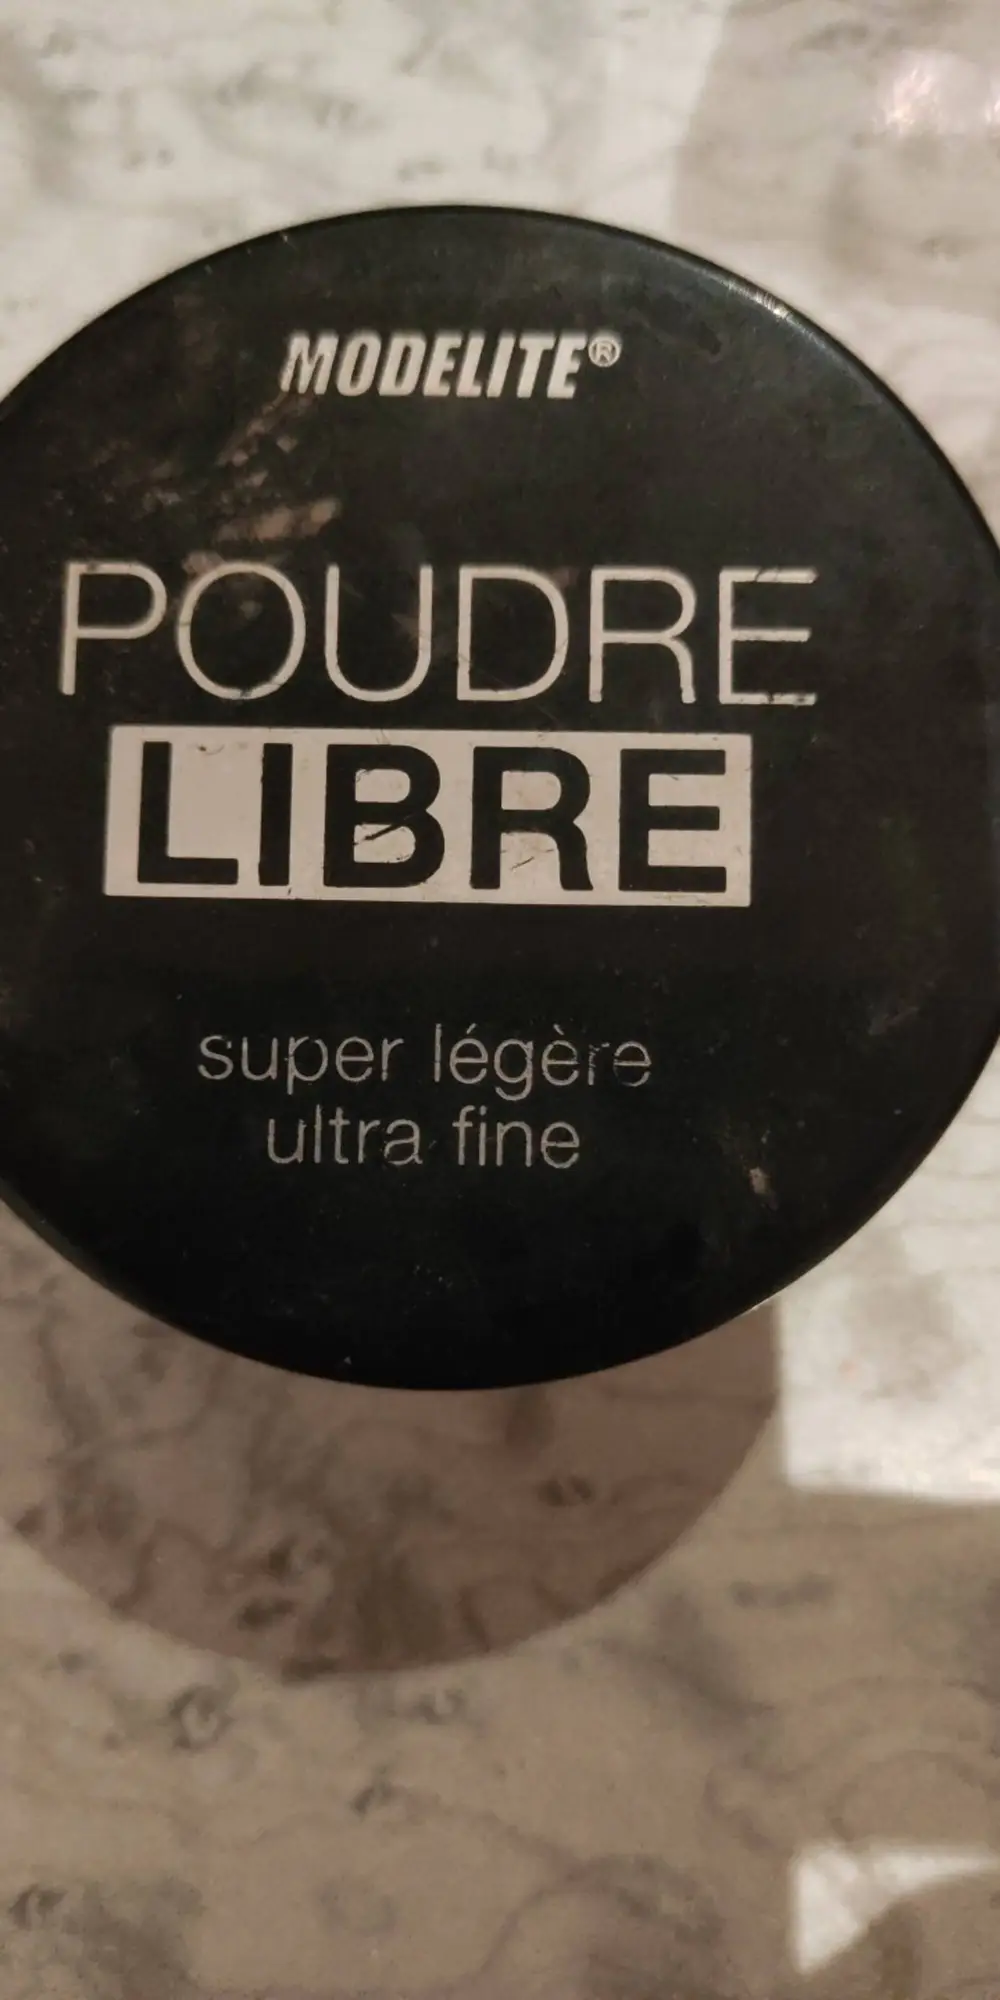 MODELITE®
POUDRE
LIBRE
super légère
ultra fine